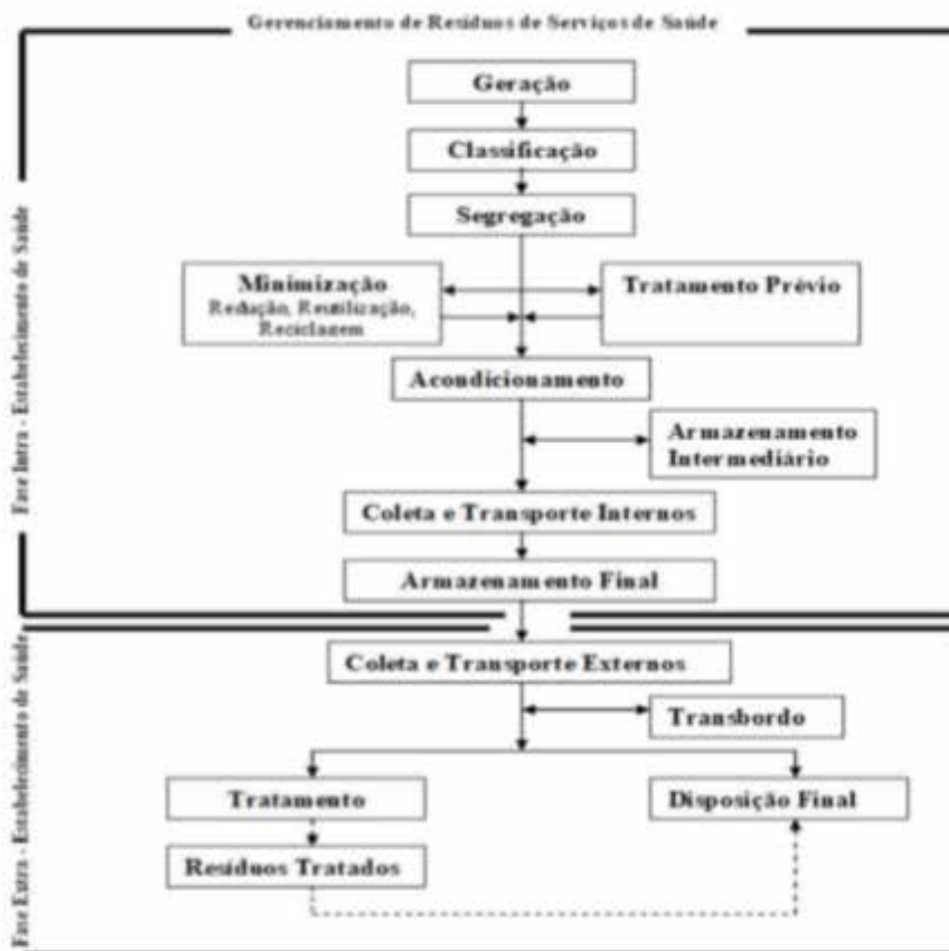 Gerenciamento de Resíduos de Serviços de Saúde
Geração
Classificação
Segregação
Minimização
Redução, Reutilização,
Reciclagem
Tratamento Prévio
Acondicionamento
Armazenamento
Intermediário
Coleta e Transporte Internos
Armazenamento Final
Fase Intra - Estabelecimento de Saúde
Coleta e Transporte Externos
Transbordo
Tratamento
Disposição Final
Resíduos Tratados
Fase Extra - Estabelecimento de Saúde